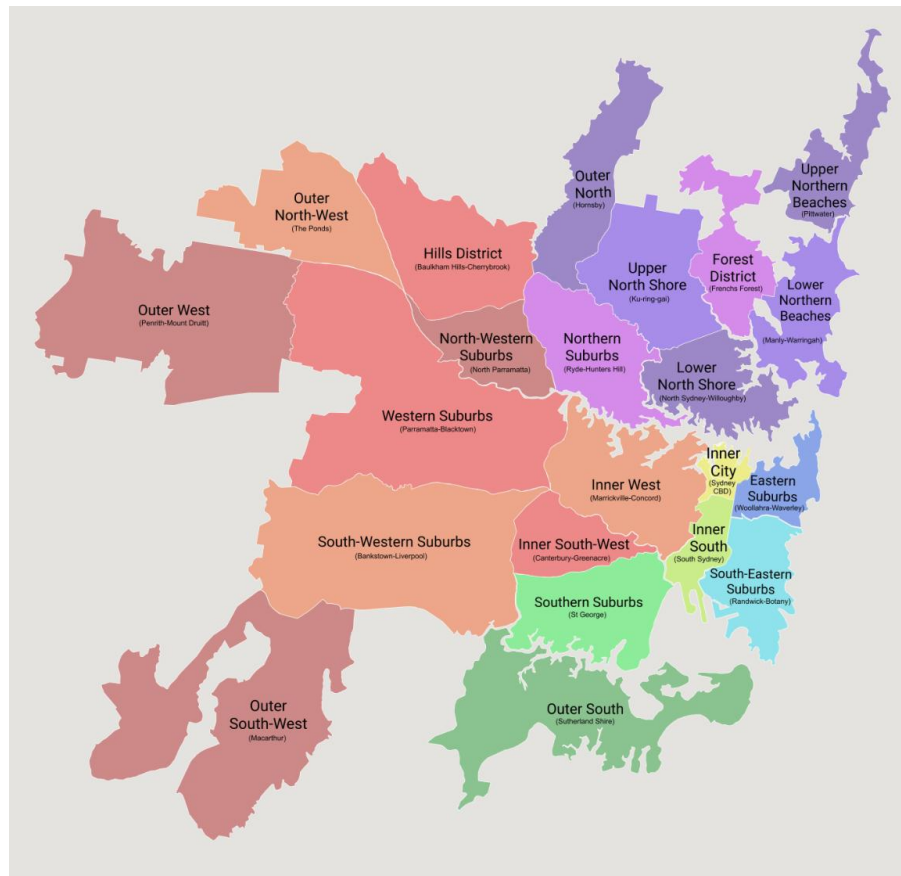 Outer
North
(Hornsby)
Upper
Northern
Beaches
(Pittwater)
Outer
North-West
(The Ponds)
Hills District
(Baulkham Hills-Cherrybrook)
Upper
North Shore
(Ku-ring-gai)
Forest
District
(Frenchs Forest)
Lower
Northern
Beaches
(Manly-Warringah)
Outer West
(Penrith-Mount Druitt)
North-Western
Suburbs
(North Parramatta)
Northern
Suburbs
(Ryde-Hunters Hill)
Lower
North Shore
(North Sydney-Willoughby)
Western Suburbs
(Parramatta-Blacktown)
Inner West
(Marrickville-Concord)
Inner
City
(Sydney
CBD)
Eastern
Suburbs
(Woollahra-Waverley)
South-Western Suburbs
(Bankstown-Liverpool)
Inner South-West
(Canterbury-Greenacre)
Inner
South
(South Sydney)
South-Eastern
Suburbs
(Randwick-Botany)
Southern Suburbs
(St George)
Outer
South-West
(Macarthur)
Outer South
(Sutherland Shire)